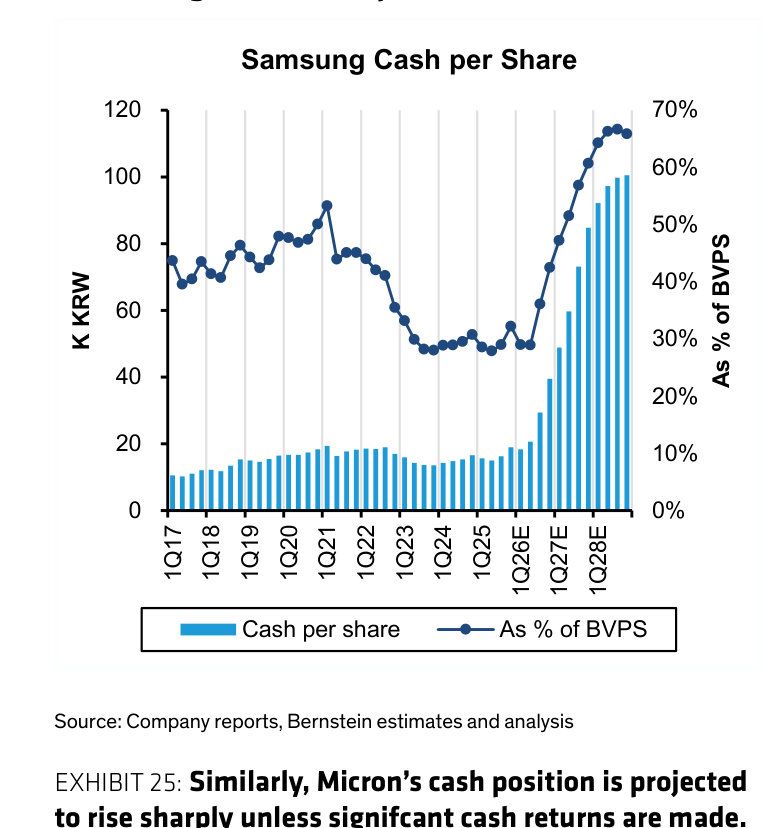 Samsung Cash per Share
120
100
80
60
40
20
0
K KRW
70%
60%
50%
40%
30%
20%
10%
0%
As % of BVPS
1Q17
1Q18
1Q19
1Q20
1Q21
1Q22
1Q23
1Q24
1Q25
1Q26E
1Q27E
1Q28E
Cash per share
As % of BVPS
Source: Company reports, Bernstein estimates and analysis
EXHIBIT 25: Similarly, Micron’s cash position is projected
to rise sharply unless signifcant cash returns are made.